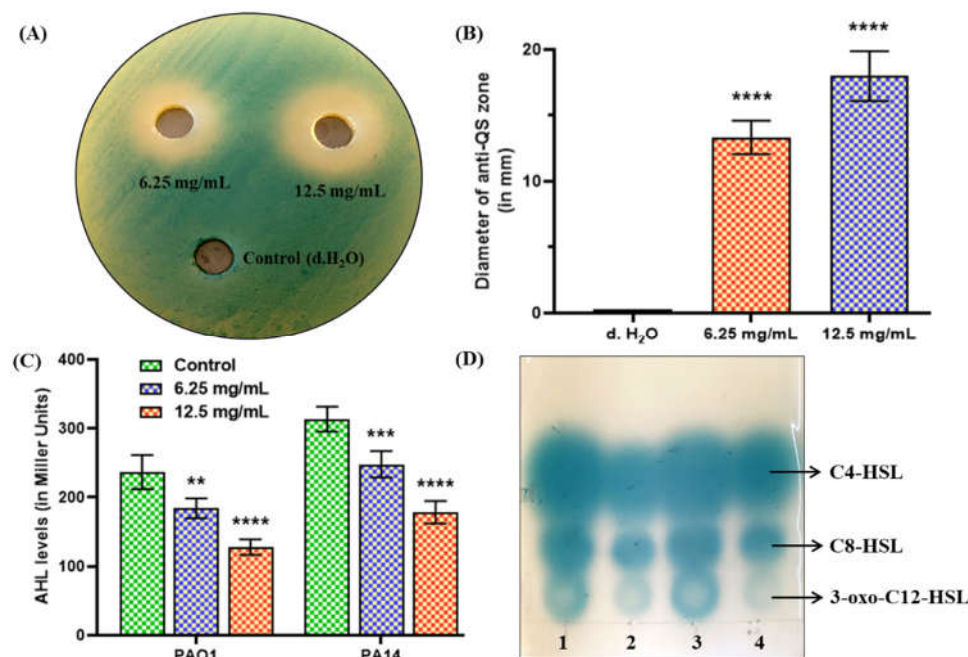 (A)
6.25 mg/mL
12.5 mg/mL
Control (d.H₂O)
(B)
Diameter of anti-QS zone
(in mm)
20
10
0
****
****
d. H₂O
6.25 mg/mL
12.5 mg/mL
(C)
AHL levels (in Miller Units)
400
300
200
100
0
Control
6.25 mg/mL
12.5 mg/mL
**
****
***
****
PAO1
PA14
(D)
C4-HSL
C8-HSL
3-oxo-C12-HSL
1 2 3 4